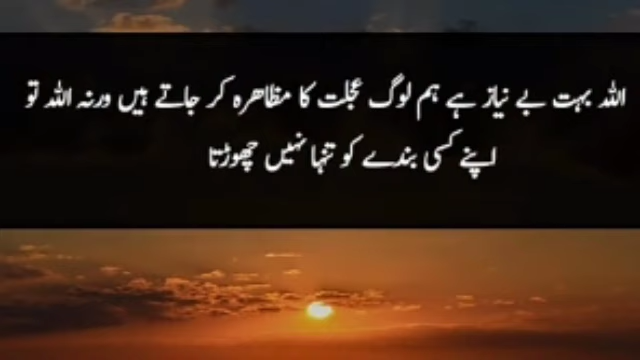 اللہ بہت بے نیاز ہے ہم لوگ عجلت کا مظاھرہ کر جاتے ہیں ورنہ اللہ تو
اپنے کسی بندے کو تنہا نہیں چھوڑتا